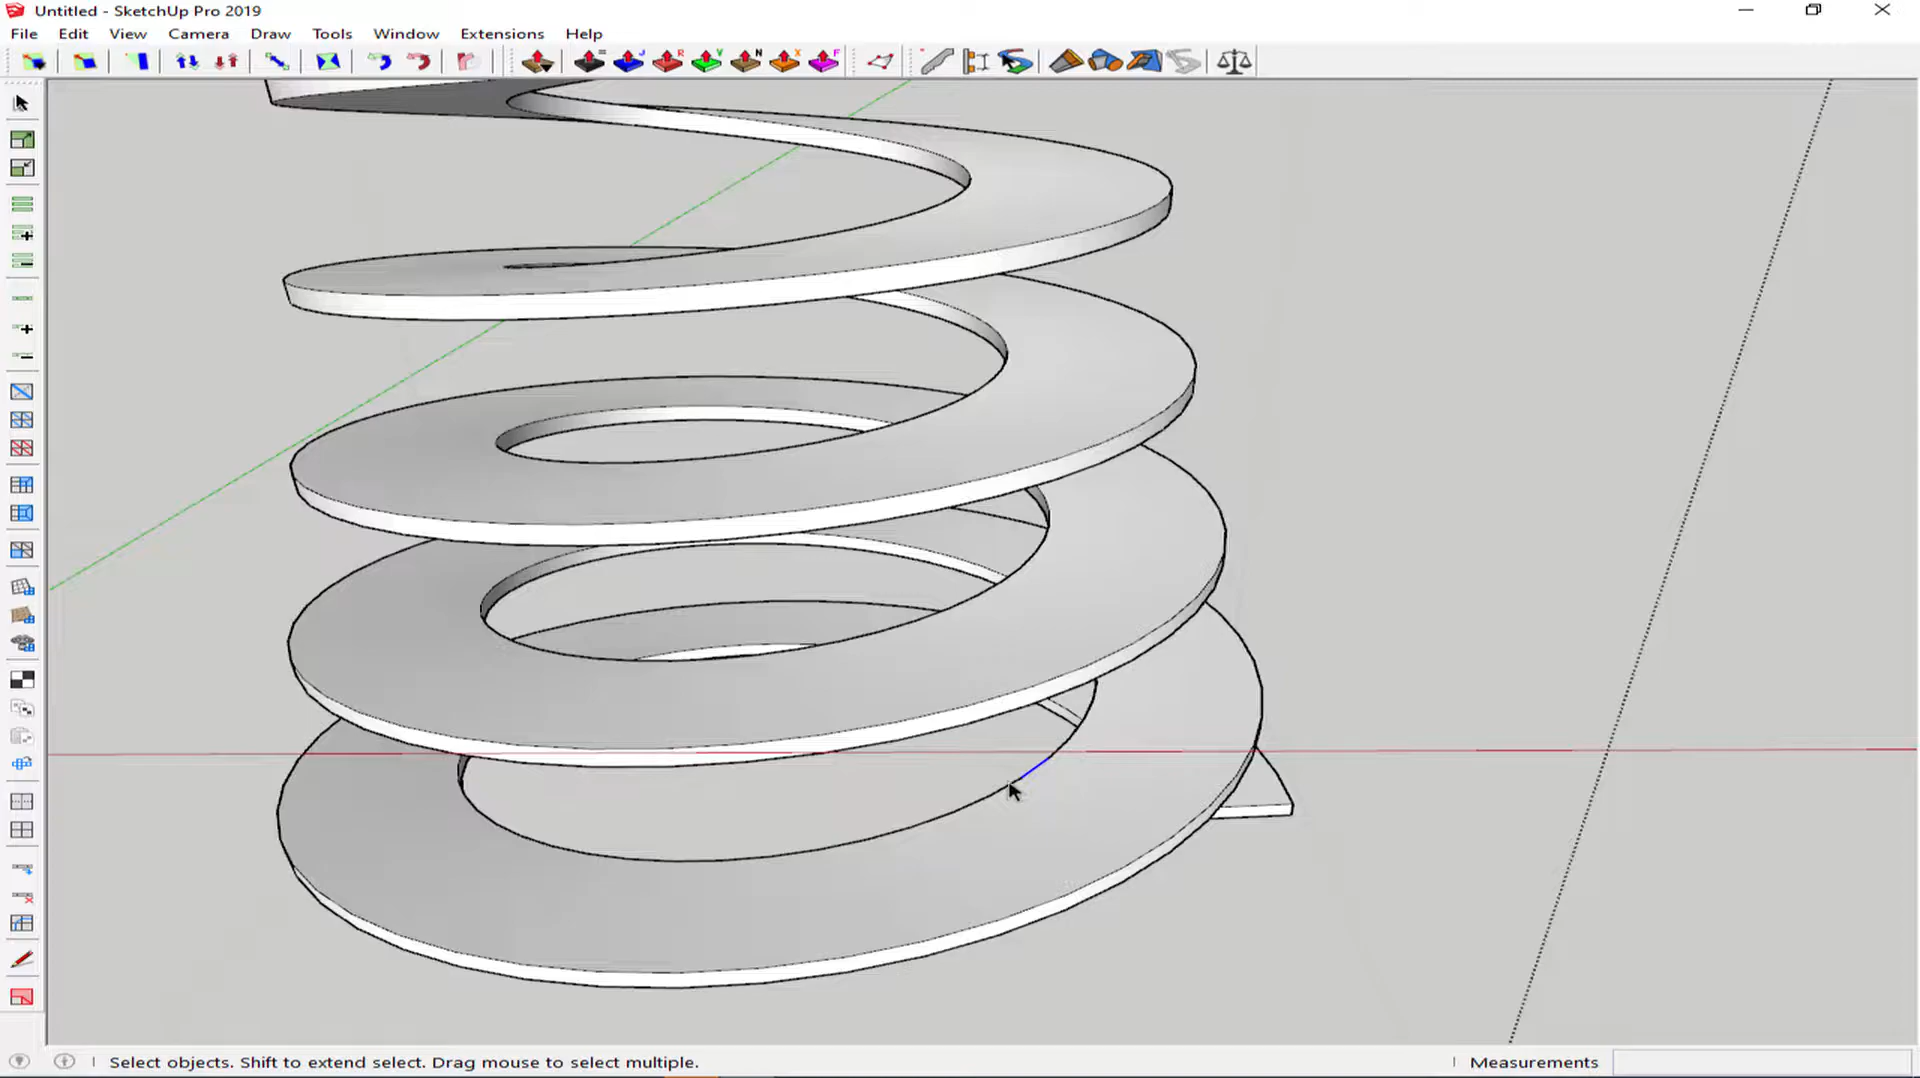 Untitled - SketchUp Pro 2019
File Edit View Camera Draw Tools Window Extensions Help
Select objects. Shift to extend select. Drag mouse to select multiple.
Measurements